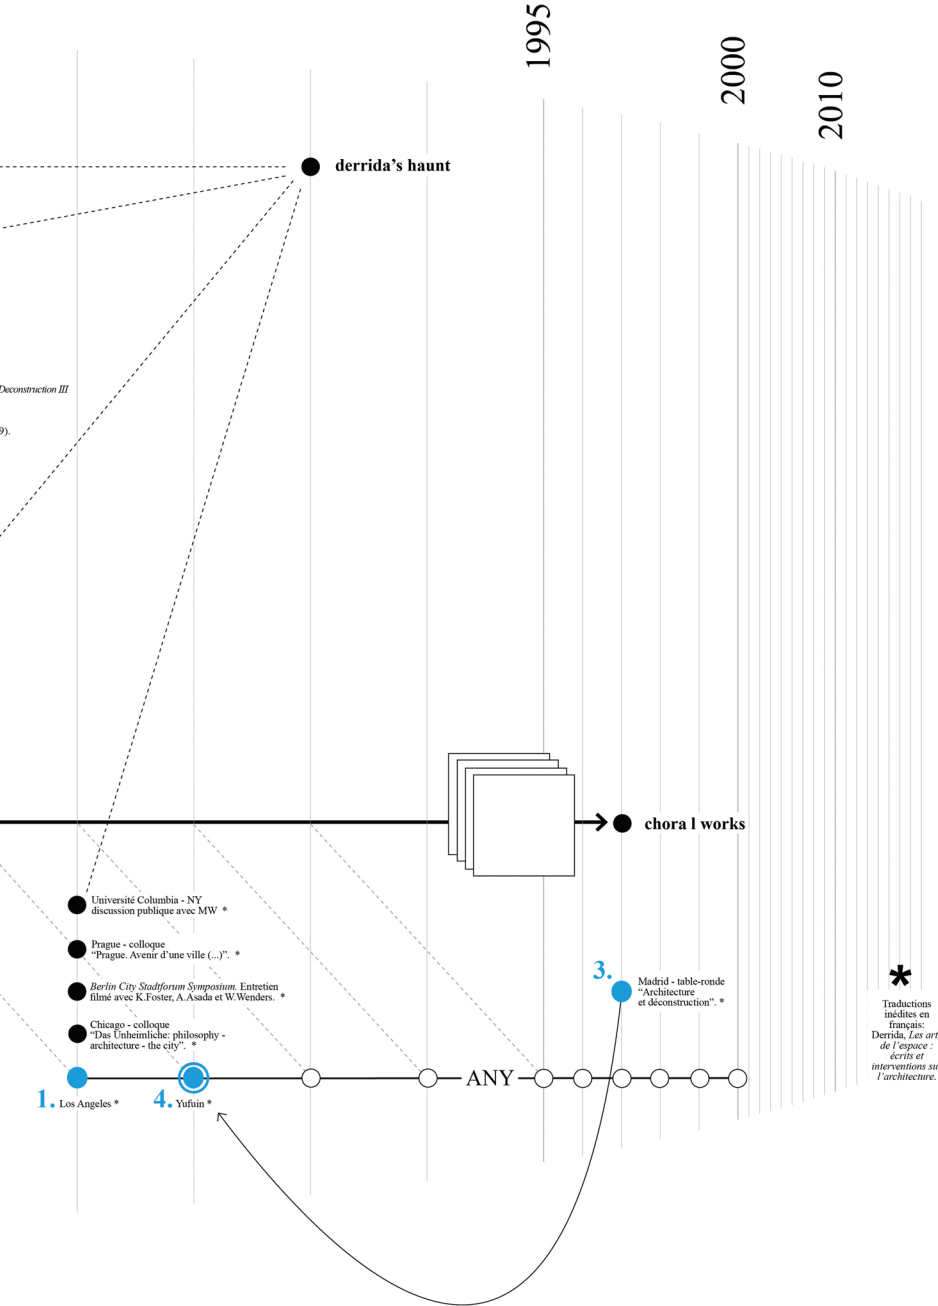 1995
2000
2010
derrida’s haunt
Deconstruction III
9).
chora l works
Université Columbia - NY
discussion publique avec MW *
Prague - colloque
“Prague. Avenir d’une ville (...)”. *
Berlin City Stadtforum Symposium. Entretien
filmé avec K.Foster, A.Asada et W.Wenders. *
Chicago - colloque
“Das Unheimliche: philosophy -
architecture - the city”. *
3.
Madrid - table-ronde
“Architecture
et déconstruction”. *
*
Traductions
inédites en
français:
Derrida, Les art
de l’espace :
écrits et
interventions su
l’architecture.
ANY
1. Los Angeles *
4. Yufuin *